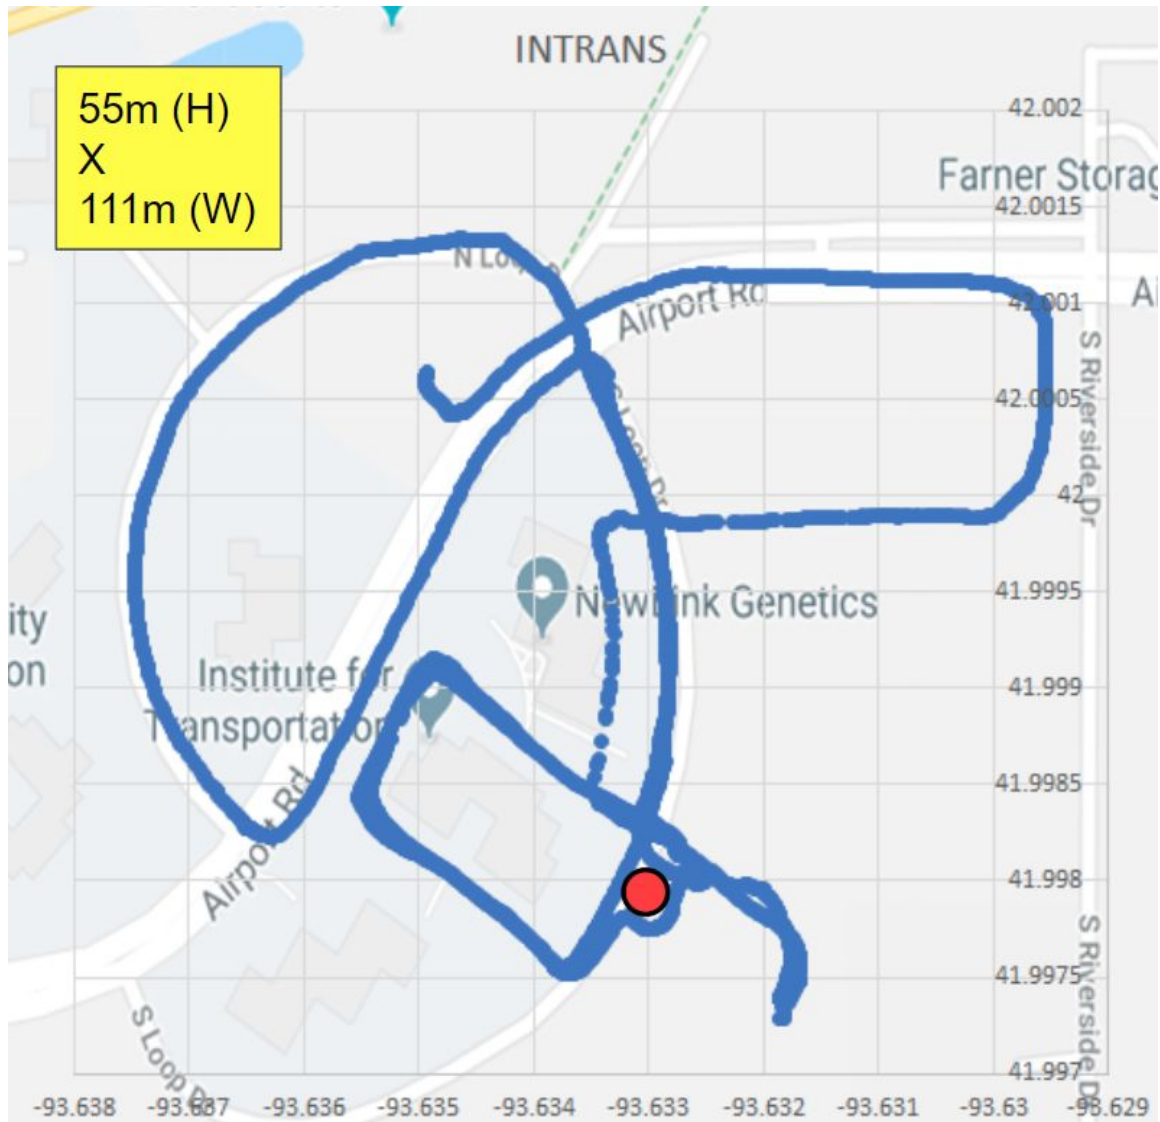 INTRANS
55m (H)
X
111m (W)
42.002
Farner Storag
42.0015
N Loop D
Airport Rd
42.001
Ai
S Riverside Dr
42.0005
S Loop Dr
42
41.9995
NewLink Genetics
ity
on
Institute for
Transportation
41.999
41.9985
Airport Rd
41.998
41.9975
S Riverside Dr
S Loop Dr
41.997
-93.638 -93.637 -93.636 -93.635 -93.634 -93.633 -93.632 -93.631 -93.63 -93.629